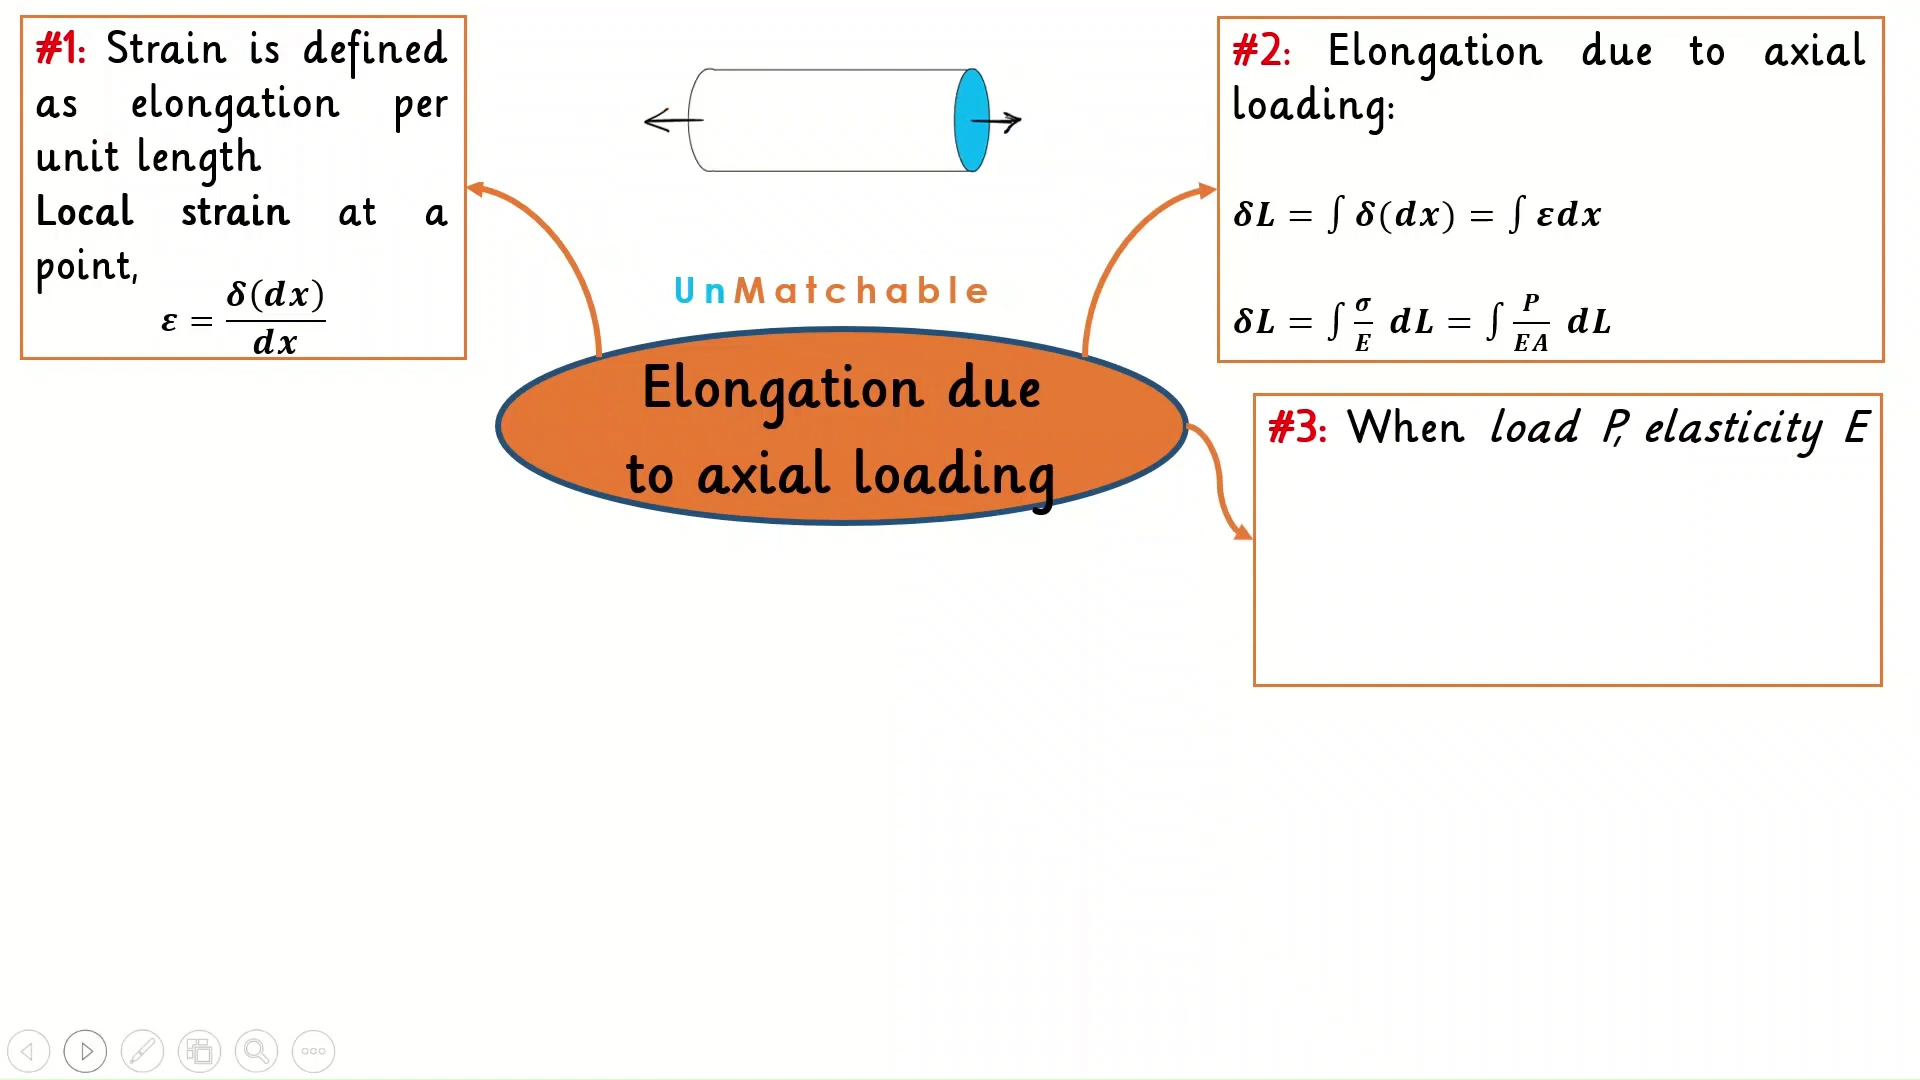 #1: Strain is defined
as elongation per
unit length
Local strain at a
point,
ε = δ(dx)/dx
UnMatchable
Elongation due
to axial loading
#2: Elongation due to axial
loading:
δL = ∫ δ(dx) = ∫ εdx
δL = ∫ σ/E dL = ∫ P/EA dL
#3: When load P, elasticity E